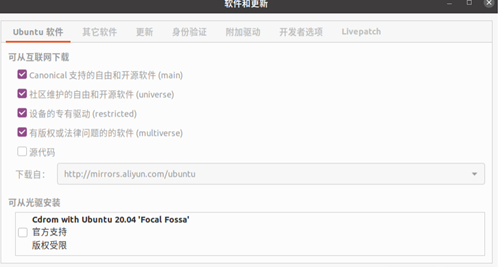 软件和更新
Ubuntu 软件 其它软件 更新 身份验证 附加驱动 开发者选项 Livepatch
可从互联网下载
Canonical 支持的自由和开源软件 (main)
社区维护的自由和开源软件 (universe)
设备的专有驱动 (restricted)
有版权或法律问题的的软件 (multiverse)
源代码
下载自： http://mirrors.aliyun.com/ubuntu
可从光驱安装
Cdrom with Ubuntu 20.04 'Focal Fossa'
官方支持
版权受限